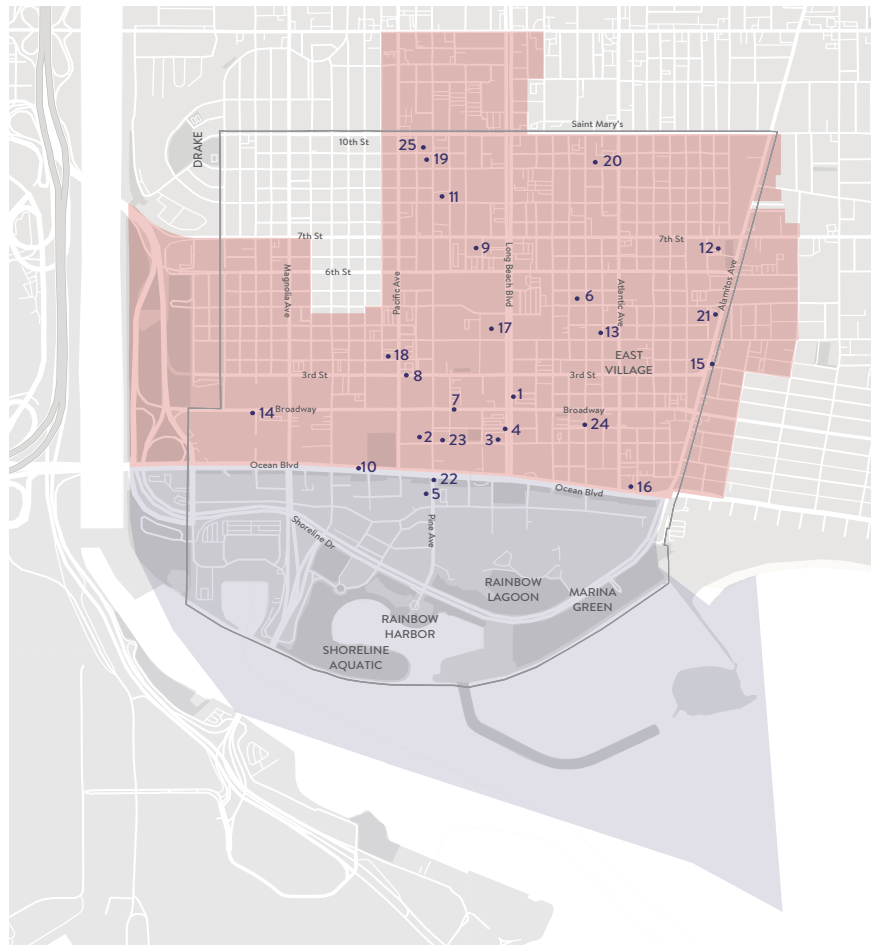 Saint Mary's
10th St
DRAKE
25
19
20
11
7th St
7th St
9
12
Long Beach Blvd
Magnolia Ave
6th St
Pacific Ave
Atlantic Ave
Alamitos Ave
6
21
17
13
18
EAST
VILLAGE
15
3rd St
8
3rd St
1
7
14
Broadway
Broadway
2
23
3
4
24
Ocean Blvd
10
22
5
Ocean Blvd
16
Shoreline Dr
Pine Ave
RAINBOW
LAGOON
MARINA
GREEN
RAINBOW
HARBOR
SHORELINE
AQUATIC